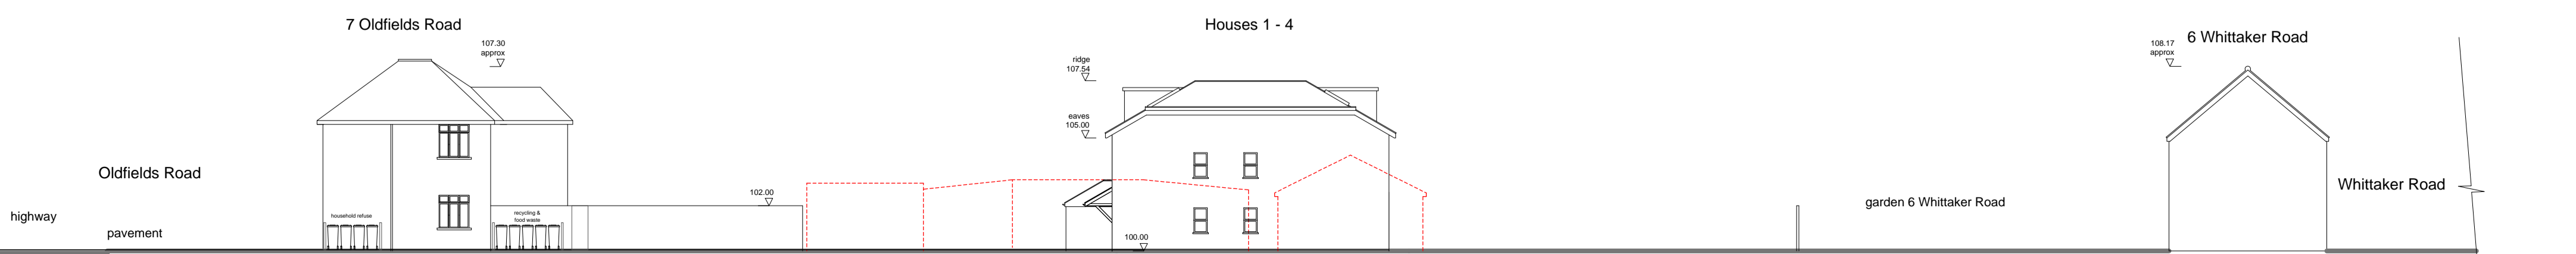 7 Oldfields Road
107.30
approx
Oldfields Road
highway
pavement
household refuse
recycling &
food waste
102.00
Houses 1 - 4
ridge
107.54
eaves
105.00
100.00
garden 6 Whittaker Road
108.17
approx
6 Whittaker Road
Whittaker Road